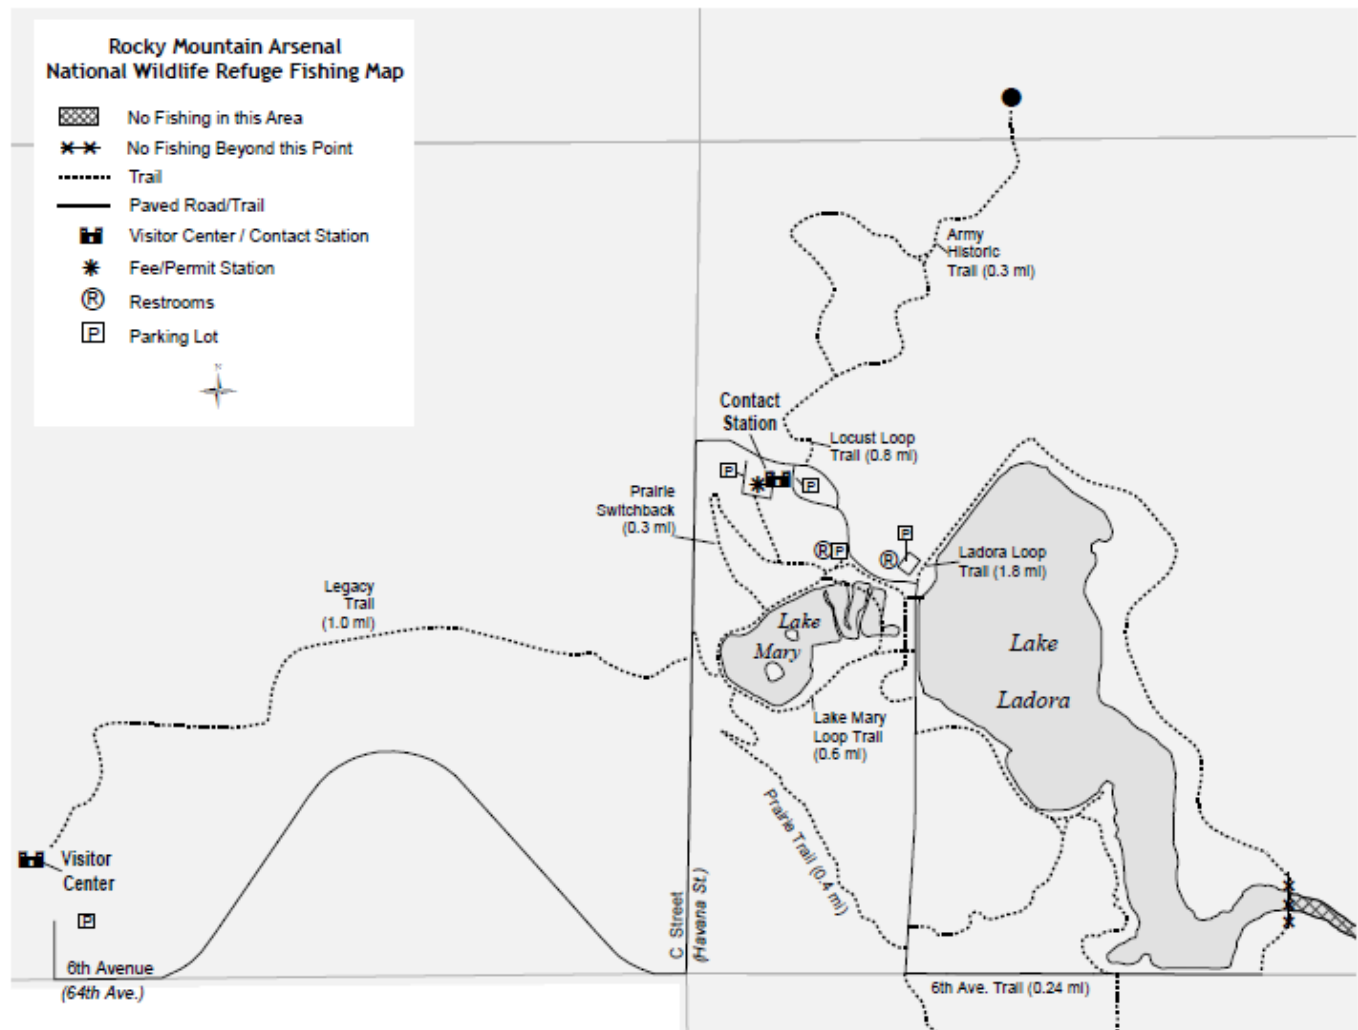 Rocky Mountain Arsenal
National Wildlife Refuge Fishing Map
No Fishing in this Area
No Fishing Beyond this Point
Trail
Paved Road/Trail
Visitor Center / Contact Station
Fee/Permit Station
R
Restrooms
P
Parking Lot
N
Army
Historic
Trail (0.3 mi)
Contact
Station
Locust Loop
Trail (0.8 mi)
P
P
Prairie
Switchback
(0.3 mi)
R P
P
R
Ladora Loop
Trail (1.8 mi)
Legacy
Trail
(1.0 mi)
Lake
Mary
Lake
Ladora
Lake Mary
Loop Trail
(0.6 mi)
Prairie Trail (0.4 mi)
Visitor
Center
P
C Street
(Havana St.)
6th Avenue
(64th Ave.)
6th Ave. Trail (0.24 mi)